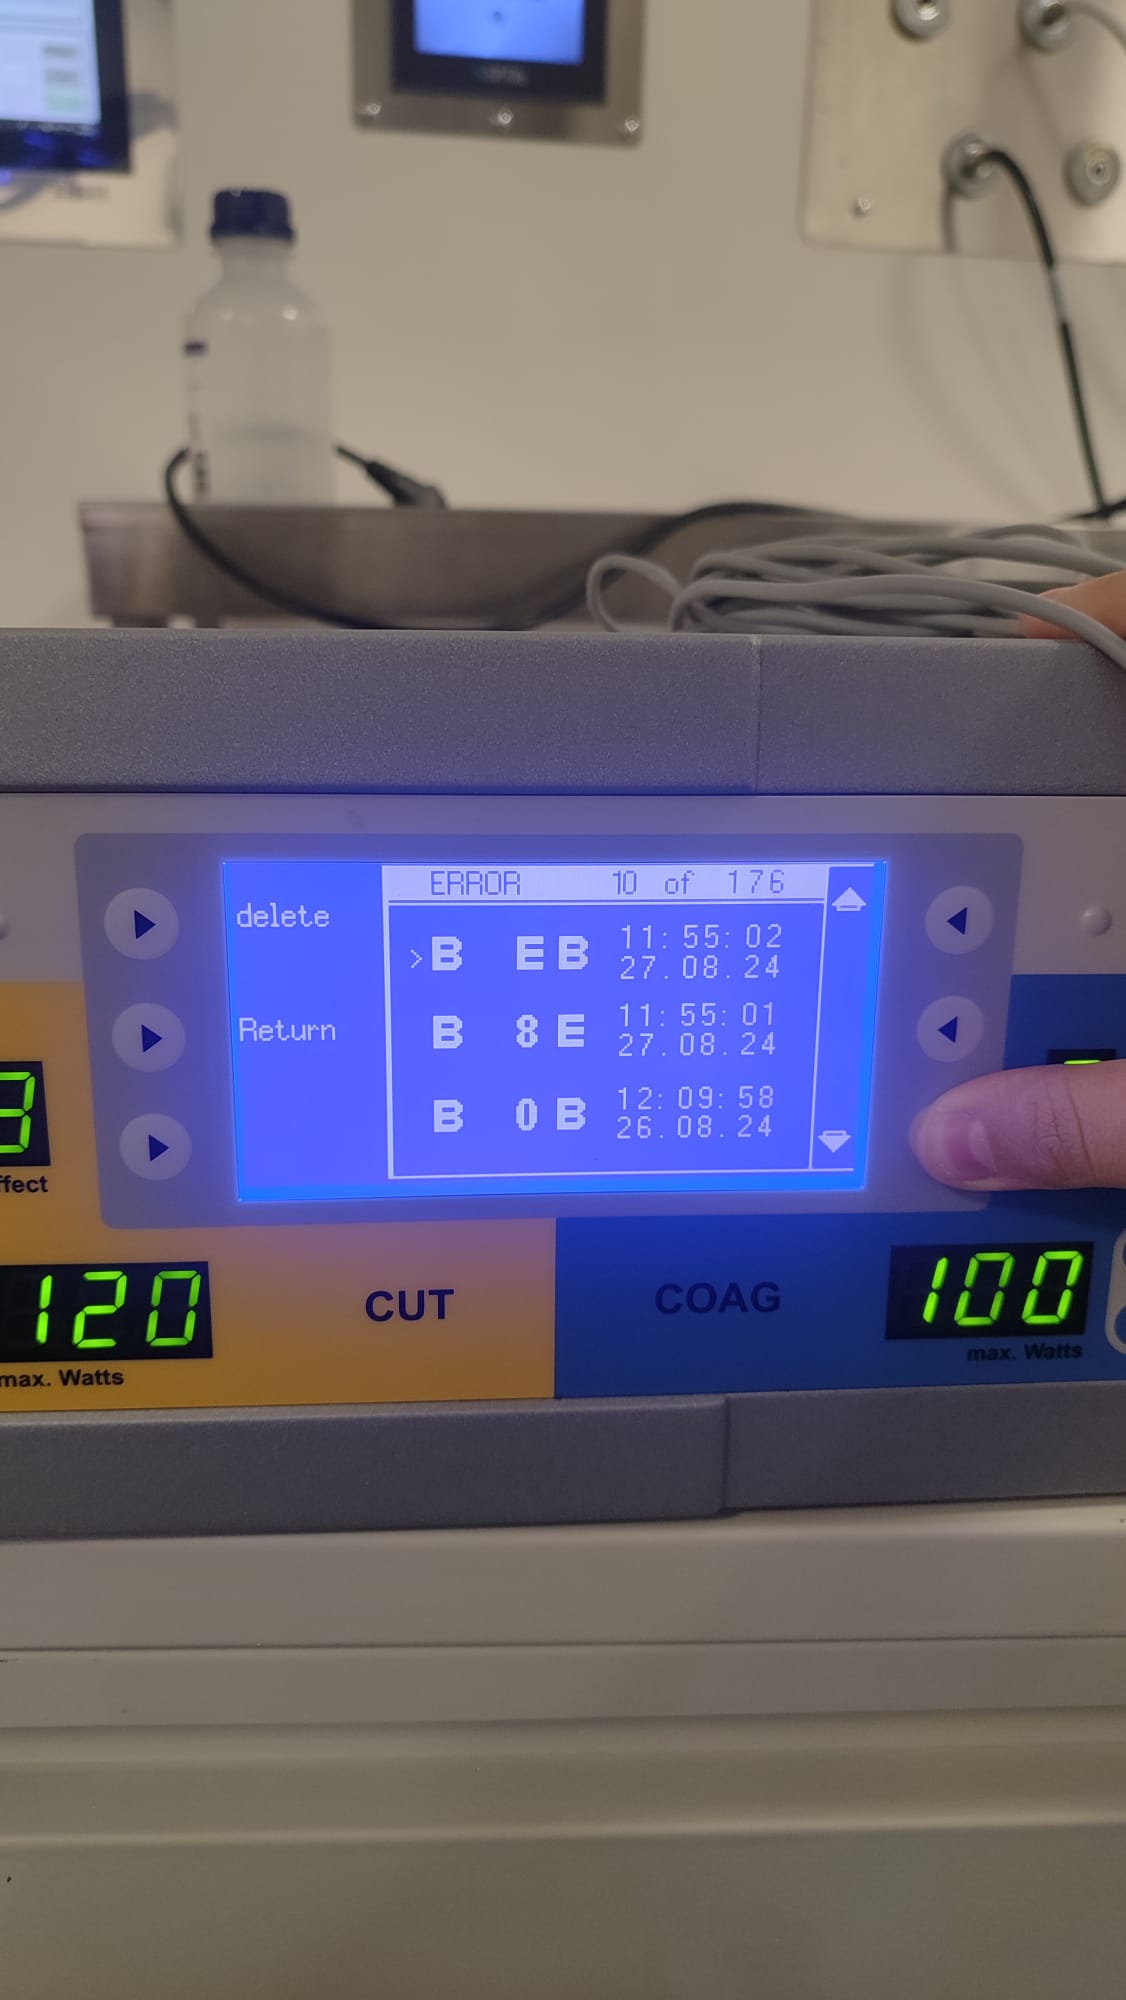 ERROR 10 of 176
delete
>B EB 11:55:02
27.08.24
Return
B 8E 11:55:01
27.08.24
B 0B 12:09:58
26.08.24
3
ffect
120
CUT
COAG
100
max. Watts
max. Watts